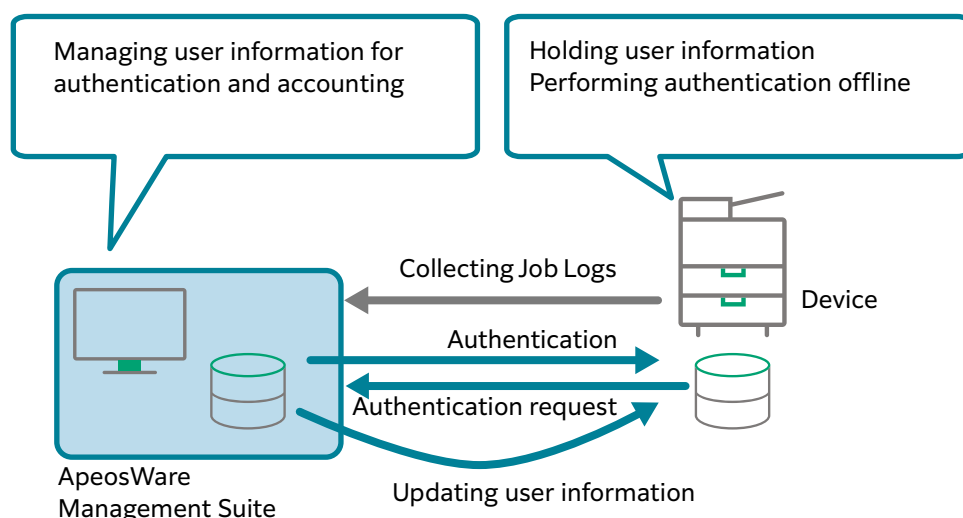 Managing user information for
authentication and accounting
Holding user information
Performing authentication offline
Collecting Job Logs
Device
Authentication
Authentication request
Updating user information
ApeosWare
Management Suite